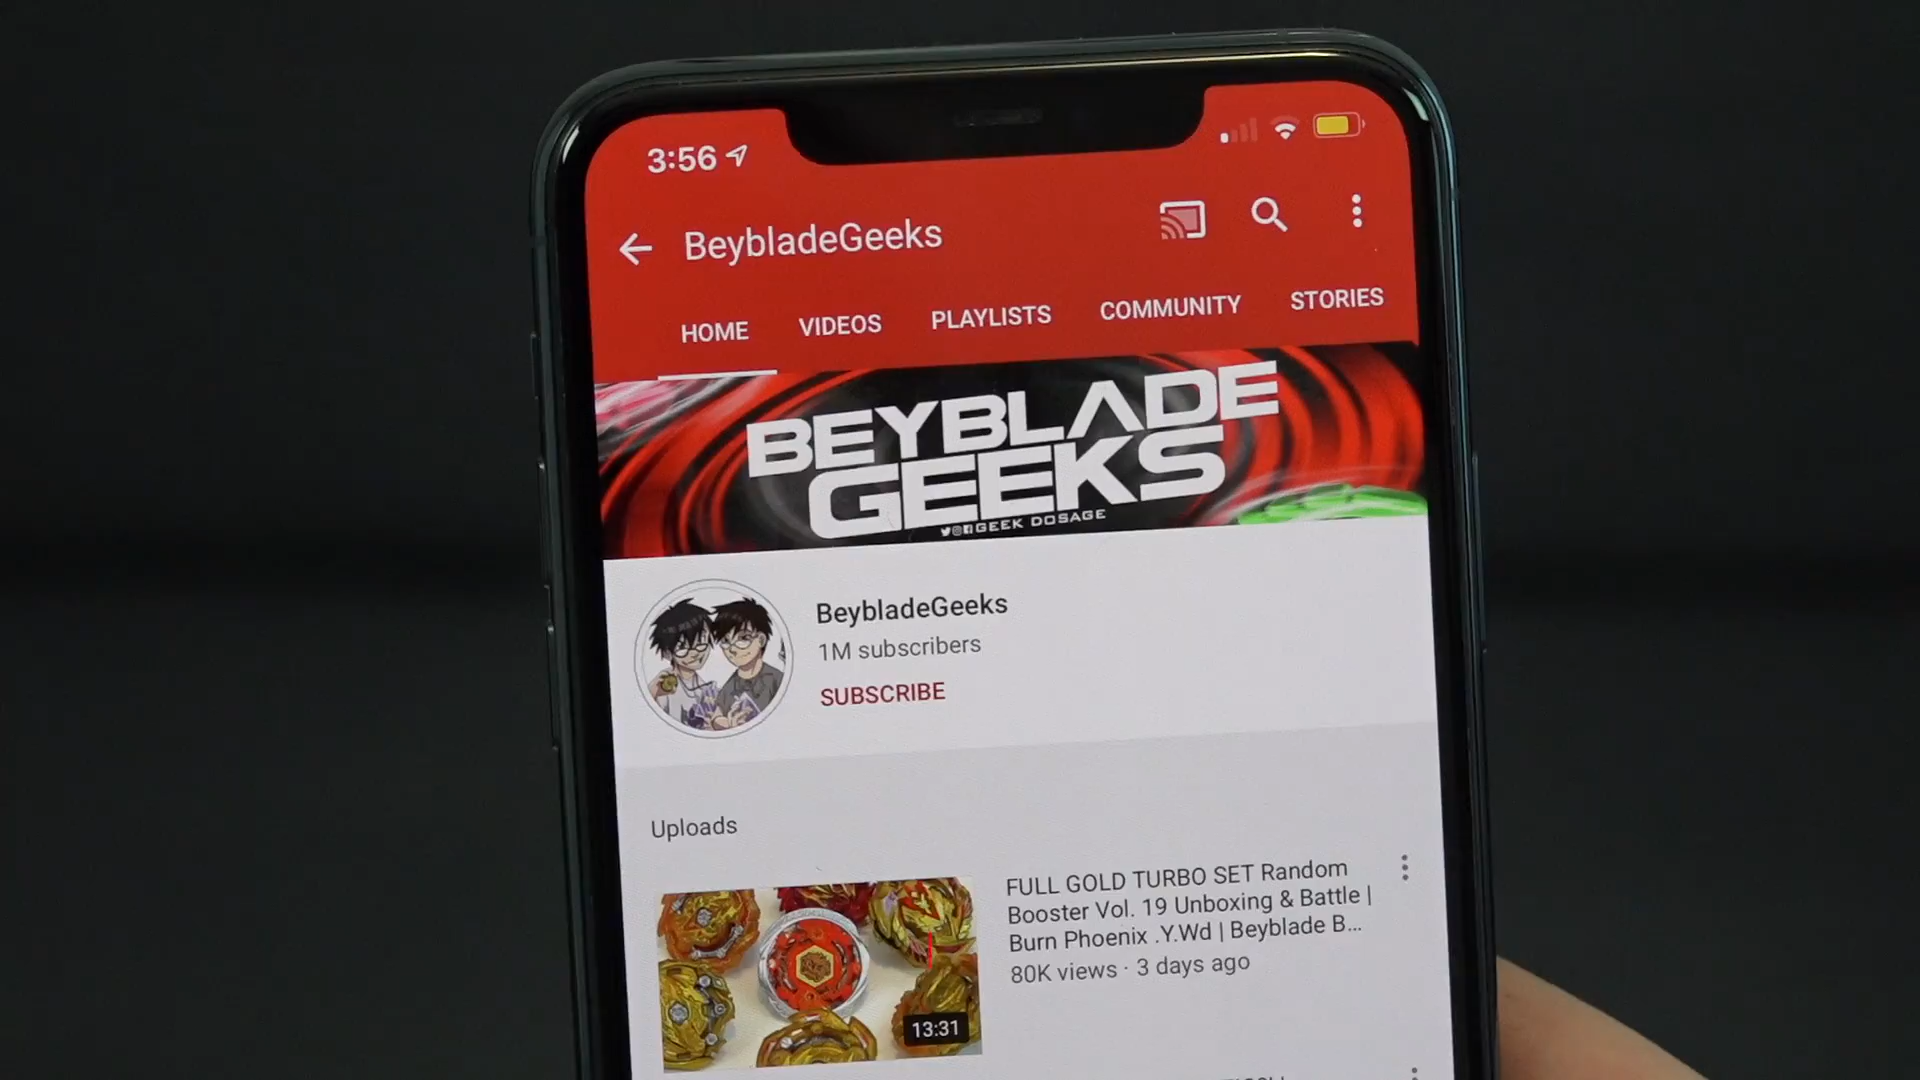 3:56
BeybladeGeeks
HOME VIDEOS PLAYLISTS COMMUNITY STORIES
BEYBLADE
GEEKS
GEEK DOSAGE
BeybladeGeeks
1M subscribers
SUBSCRIBE
Uploads
FULL GOLD TURBO SET Random
Booster Vol. 19 Unboxing & Battle |
Burn Phoenix .Y.Wd | Beyblade B...
80K views · 3 days ago
13:31